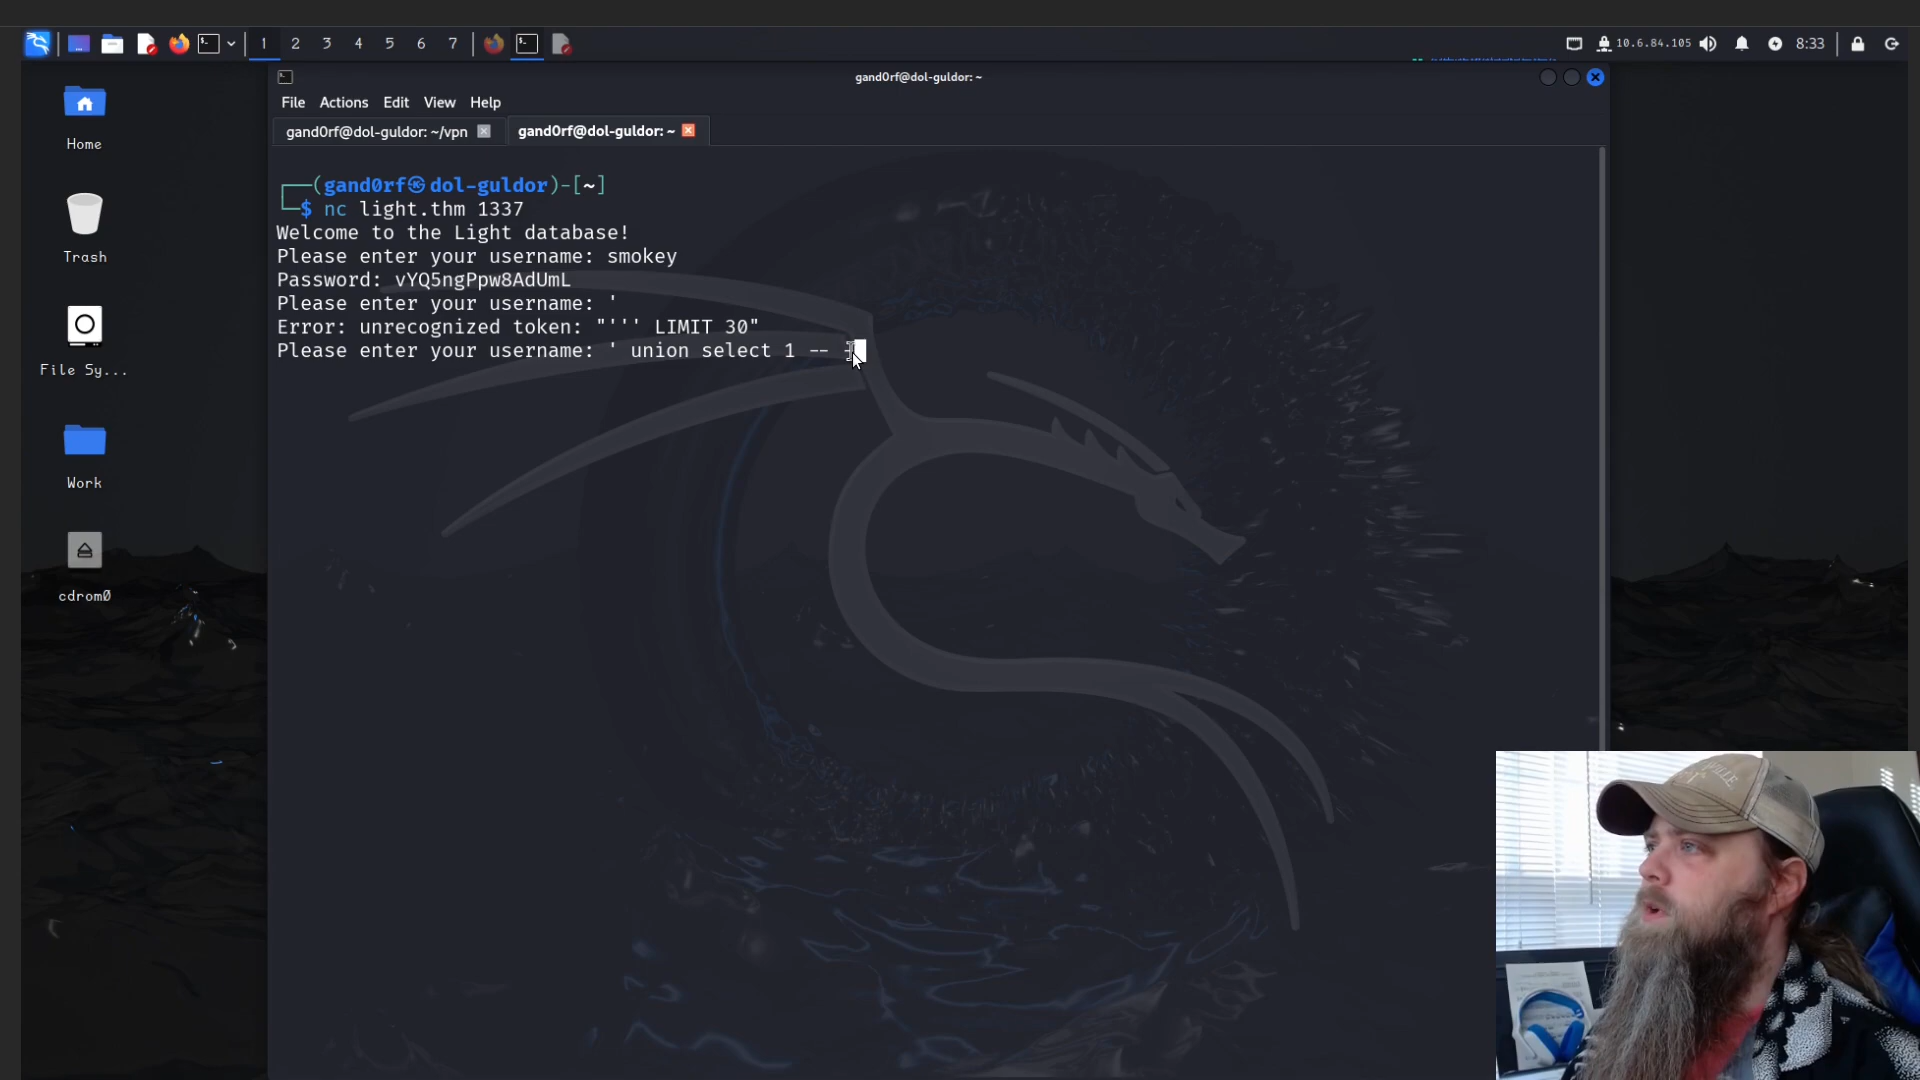 1 2 3 4 5 6 7
10.6.84.105
8:33
gand0rf@dol-guldor: ~
File Actions Edit View Help
gand0rf@dol-guldor: ~/vpn
gand0rf@dol-guldor: ~
Home
Trash
File Sy...
Work
cdrom0
(gand0rf㉿dol-guldor)-[~]
$ nc light.thm 1337
Welcome to the Light database!
Please enter your username: smokey
Password: vYQ5ngPpw8AdUmL
Please enter your username: '
Error: unrecognized token: "''' LIMIT 30"
Please enter your username: ' union select 1 -- -